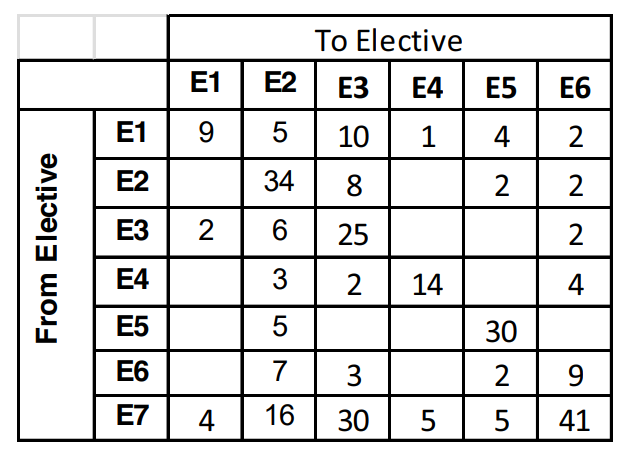 To Elective
E1 E2 E3 E4 E5 E6
From Elective
E1 9 5 10 1 4 2
E2 34 8 2 2
E3 2 6 25 2
E4 3 2 14 4
E5 5 30
E6 7 3 2 9
E7 4 16 30 5 5 41